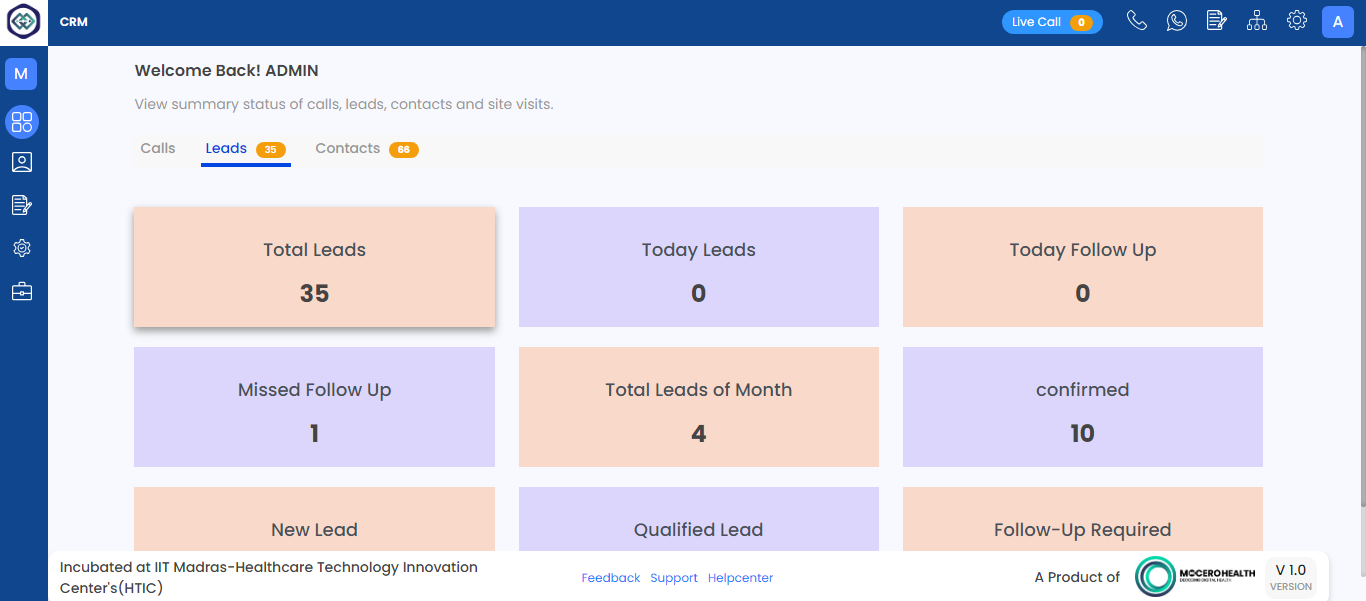 CRM
Live Call 0
A
M
Welcome Back! ADMIN
View summary status of calls, leads, contacts and site visits.
Calls Leads 35 Contacts 66
Total Leads
35
Today Leads
0
Today Follow Up
0
Missed Follow Up
1
Total Leads of Month
4
confirmed
10
New Lead
Qualified Lead
Follow-Up Required
Incubated at IIT Madras-Healthcare Technology Innovation
Center's(HTIC)
Feedback Support Helpcenter
A Product of
MOCEROHEALTH
DECODING DIGITAL HEALTH
V 1.0
VERSION